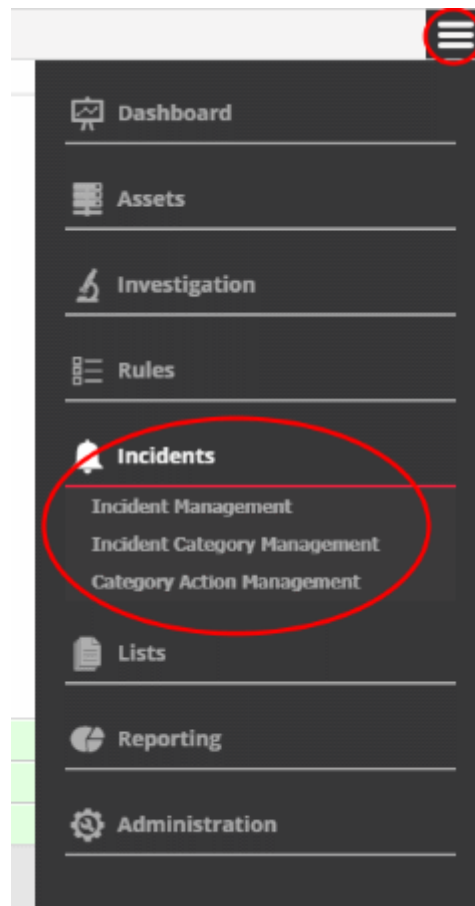 Dashboard
Assets
Investigation
Rules
Incidents
Incident Management
Incident Category Management
Category Action Management
Lists
Reporting
Administration